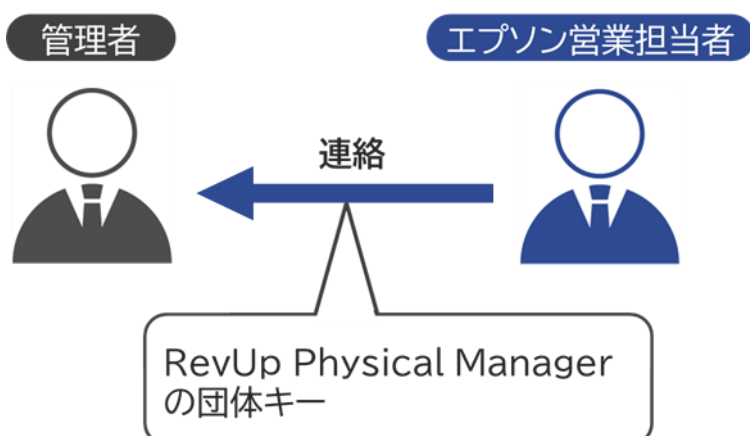 管理者
エプソン営業担当者
連絡
RevUp Physical Manager
の団体キー